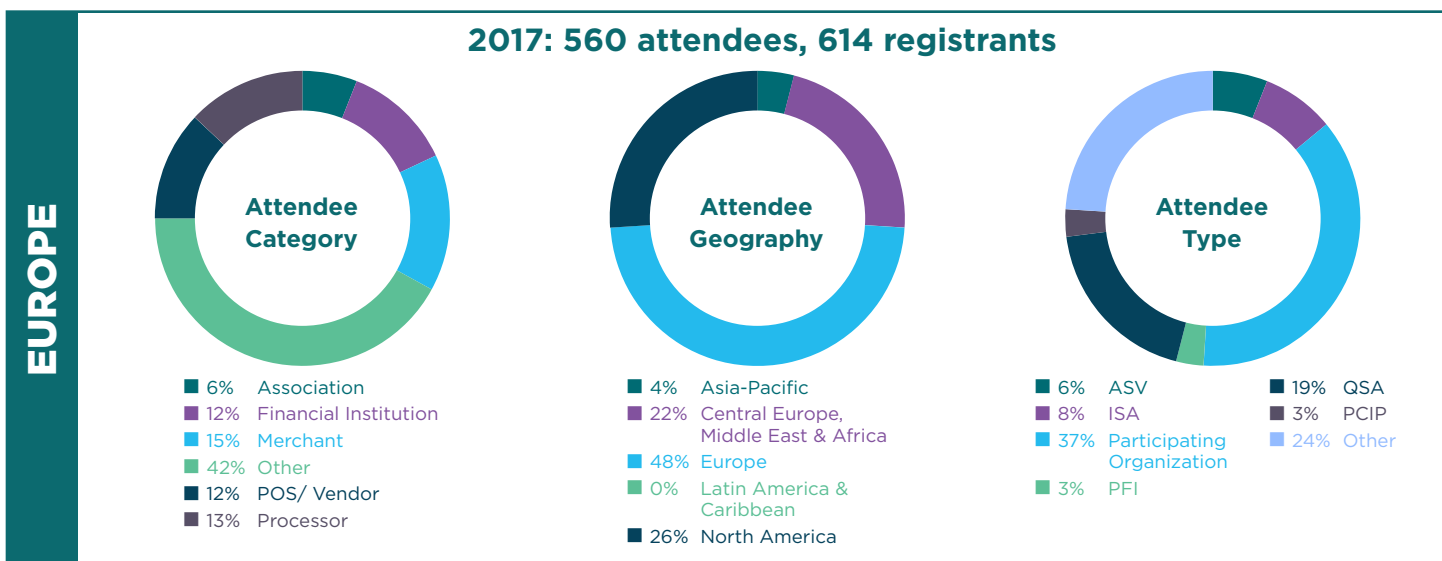 EUROPE
2017: 560 attendees, 614 registrants
Attendee
Category
6% Association
12% Financial Institution
15% Merchant
42% Other
12% POS/ Vendor
13% Processor
Attendee
Geography
4% Asia-Pacific
22% Central Europe,
Middle East & Africa
48% Europe
0% Latin America &
Caribbean
26% North America
Attendee
Type
6% ASV
8% ISA
37% Participating
Organization
3% PFI
19% QSA
3% PCIP
24% Other